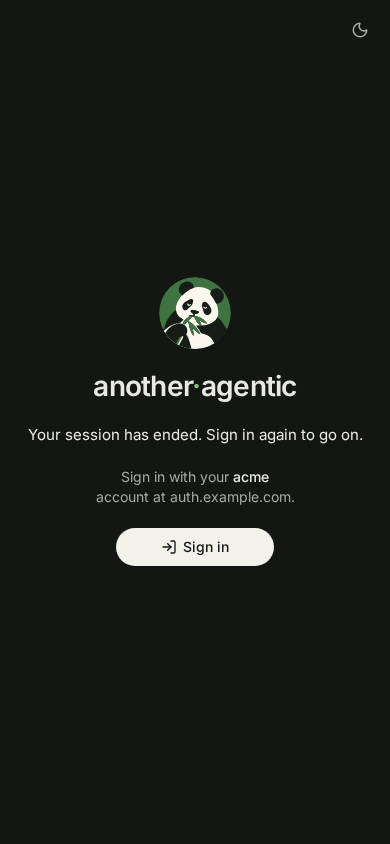 another·agentic
Your session has ended. Sign in again to go on.
Sign in with your acme
account at auth.example.com.
Sign in